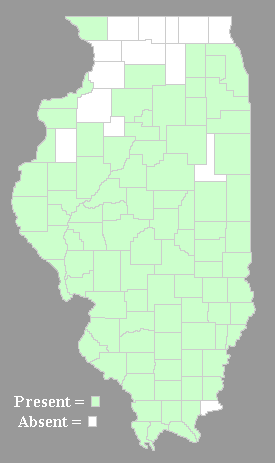 Present =
Absent =